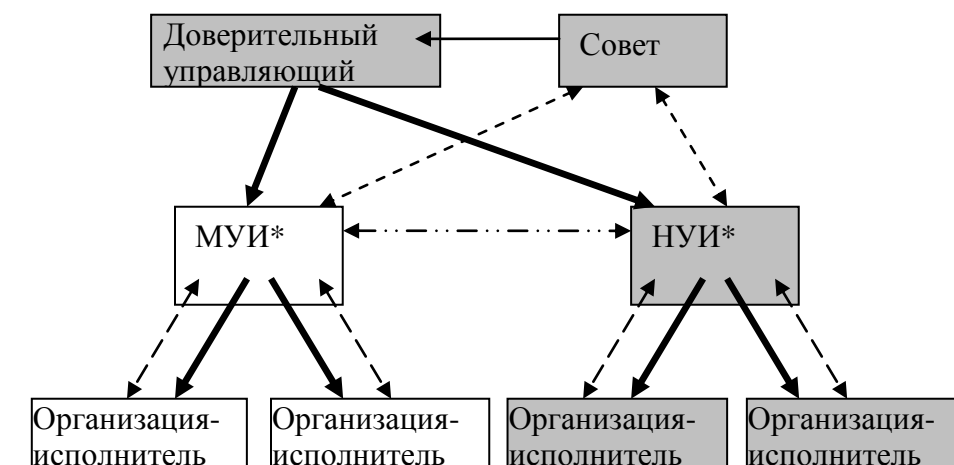 Доверительный
управляющий
Совет
МУИ*
НУИ*
Организация-
исполнитель
Организация-
исполнитель
Организация-
исполнитель
Организация-
исполнитель